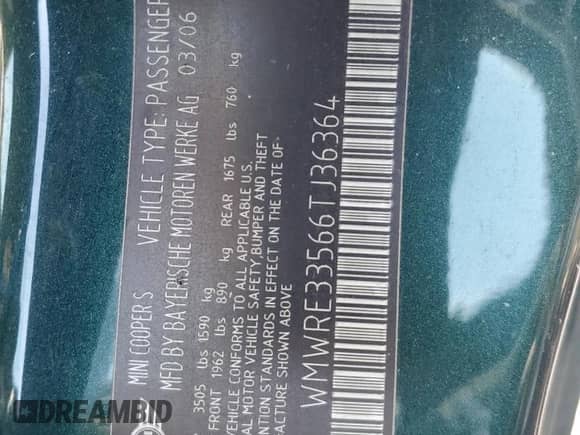 MINI COOPER S VEHICLE TYPE: PASSENGER
MFD BY BAYERISCHE MOTOREN WERKE AG 03/06
3505 lbs 1590 kg
FRONT 1962 lbs 890 kg REAR 1675 lbs 760 kg
VEHICLE CONFORMS TO ALL APPLICABLE U.S.
AL MOTOR VEHICLE SAFETY, BUMPER AND THEFT
NTION STANDARDS IN EFFECT ON THE DATE OF
FACTURE SHOWN ABOVE
WMWRE33566TJ36364
DREAMBID